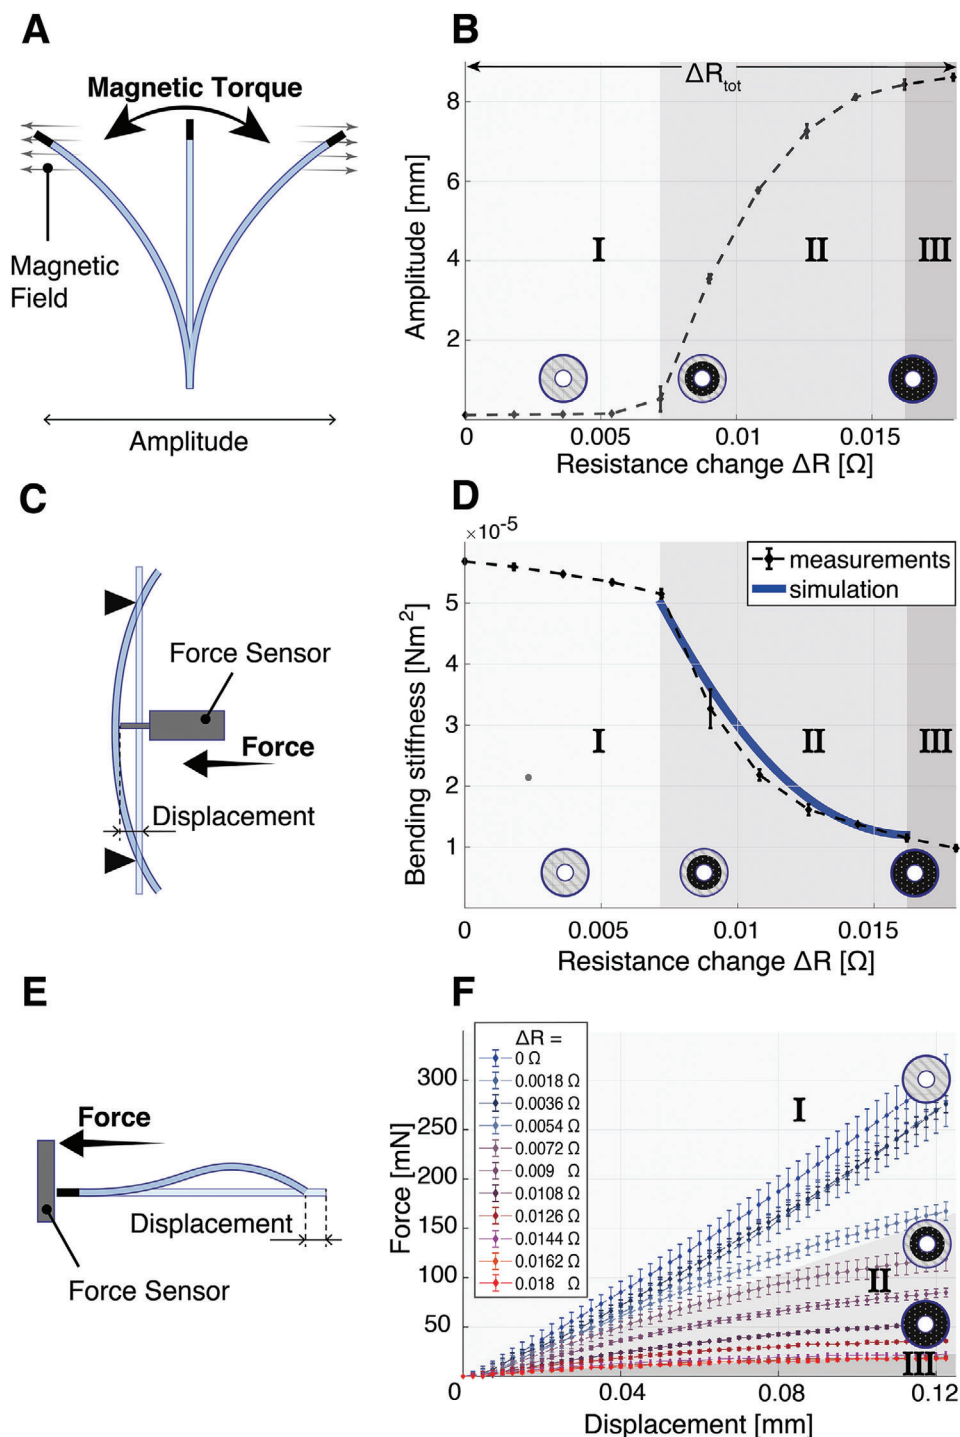 A
Magnetic Torque
Magnetic
Field
Amplitude
B
ΔR_tot
8
6
4
2
Amplitude [mm]
I
II
III
0
0.005
0.01
0.015
Resistance change ΔR [Ω]
C
Force Sensor
Force
Displacement
D
×10⁻⁵
measurements
simulation
5
4
3
2
1
Bending stiffness [Nm²]
I
II
III
0
0.005
0.01
0.015
Resistance change ΔR [Ω]
E
Force
Displacement
Force Sensor
F
ΔR =
0 Ω
0.0018 Ω
0.0036 Ω
0.0054 Ω
0.0072 Ω
0.009 Ω
0.0108 Ω
0.0126 Ω
0.0144 Ω
0.0162 Ω
0.018 Ω
300
250
200
150
100
50
Force [mN]
I
II
III
0
0.04
0.08
0.12
Displacement [mm]